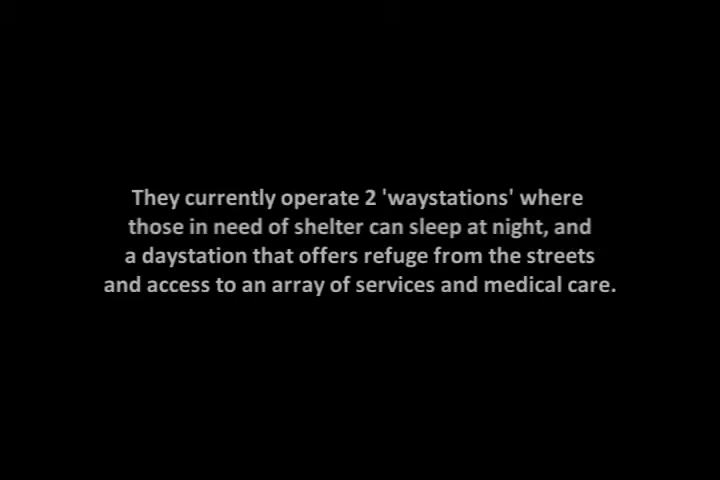 They currently operate 2 'waystations' where
those in need of shelter can sleep at night, and
a daystation that offers refuge from the streets
and access to an array of services and medical care.